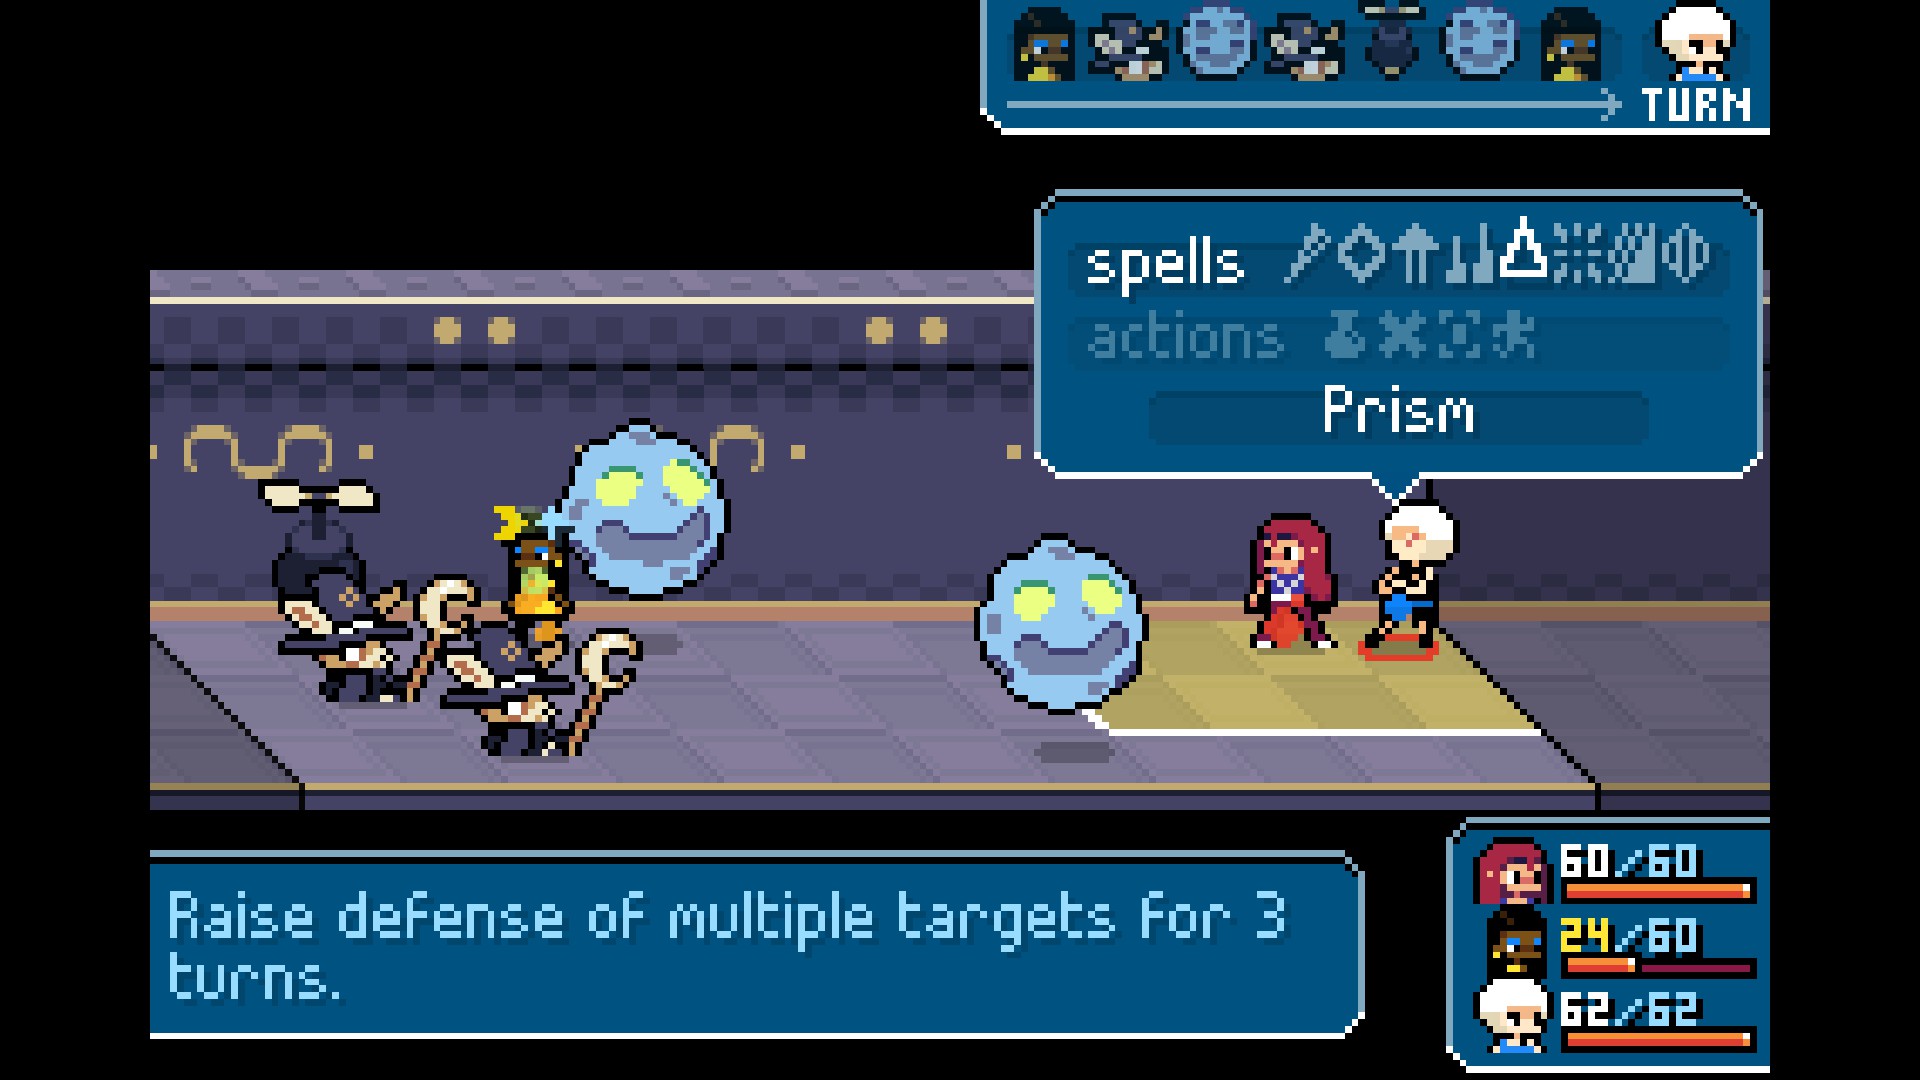 TURN
spells
actions
Prism
Raise defense of multiple targets for 3
turns.
60/60
24/60
62/62